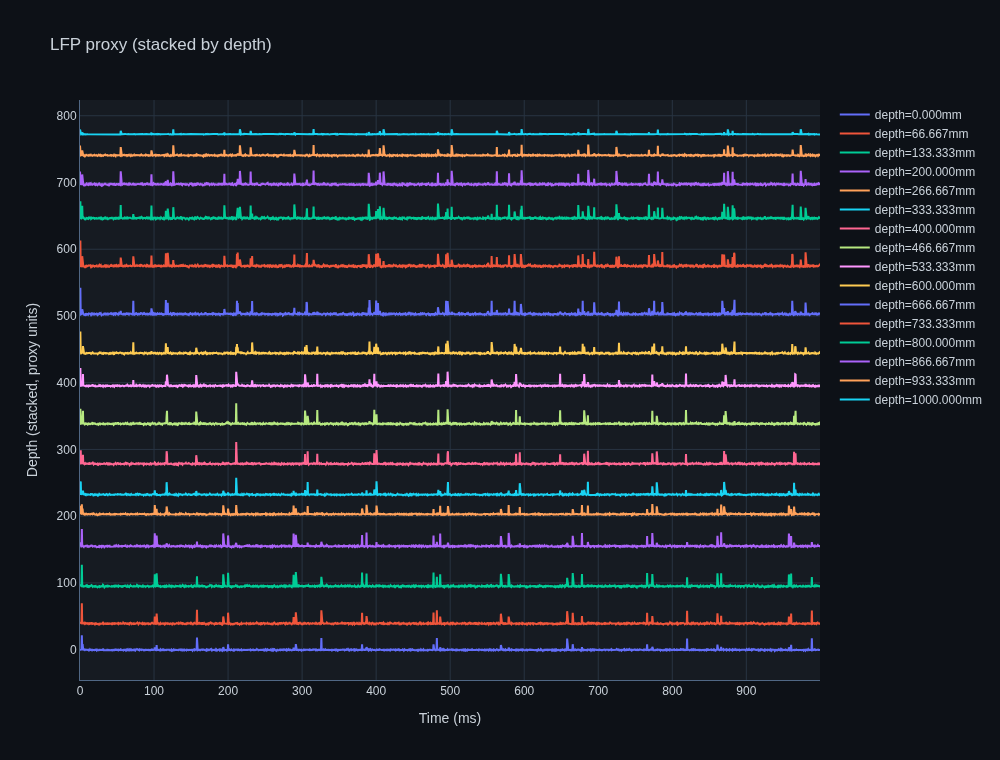 LFP proxy (stacked by depth)
800
700
600
500
400
300
200
100
0
Depth (stacked, proxy units)
0 100 200 300 400 500 600 700 800 900
Time (ms)
depth=0.000mm
depth=66.667mm
depth=133.333mm
depth=200.000mm
depth=266.667mm
depth=333.333mm
depth=400.000mm
depth=466.667mm
depth=533.333mm
depth=600.000mm
depth=666.667mm
depth=733.333mm
depth=800.000mm
depth=866.667mm
depth=933.333mm
depth=1000.000mm